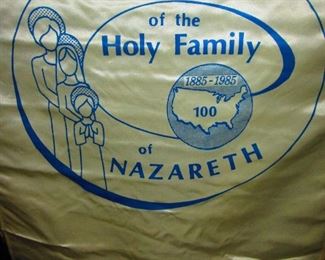 of the
Holy Family
1885-1985
100
of
NAZARETH